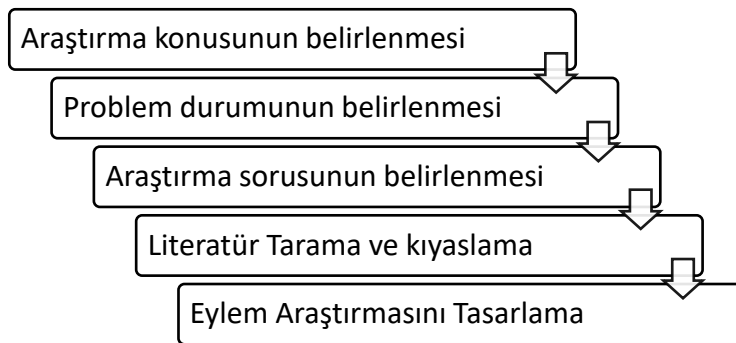 Araştırma konusunun belirlenmesi
Problem durumunun belirlenmesi
Araştırma sorusunun belirlenmesi
Literatür Tarama ve kıyaslama
Eylem Araştırmasını Tasarlama